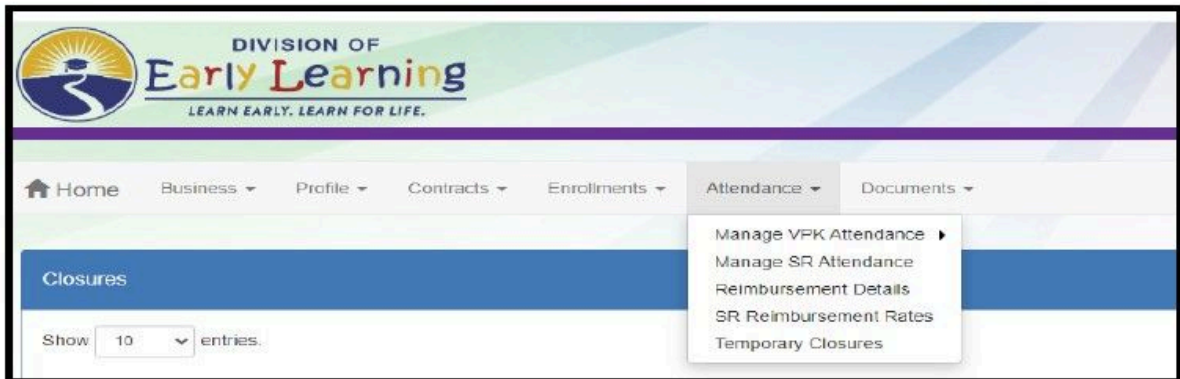 DIVISION OF
Early Learning
LEARN EARLY. LEARN FOR LIFE.
Home Business Profile Contracts Enrollments Attendance Documents
Manage VPK Attendance
Manage SR Attendance
Reimbursement Details
SR Reimbursement Rates
Temporary Closures
Closures
Show 10 entries.